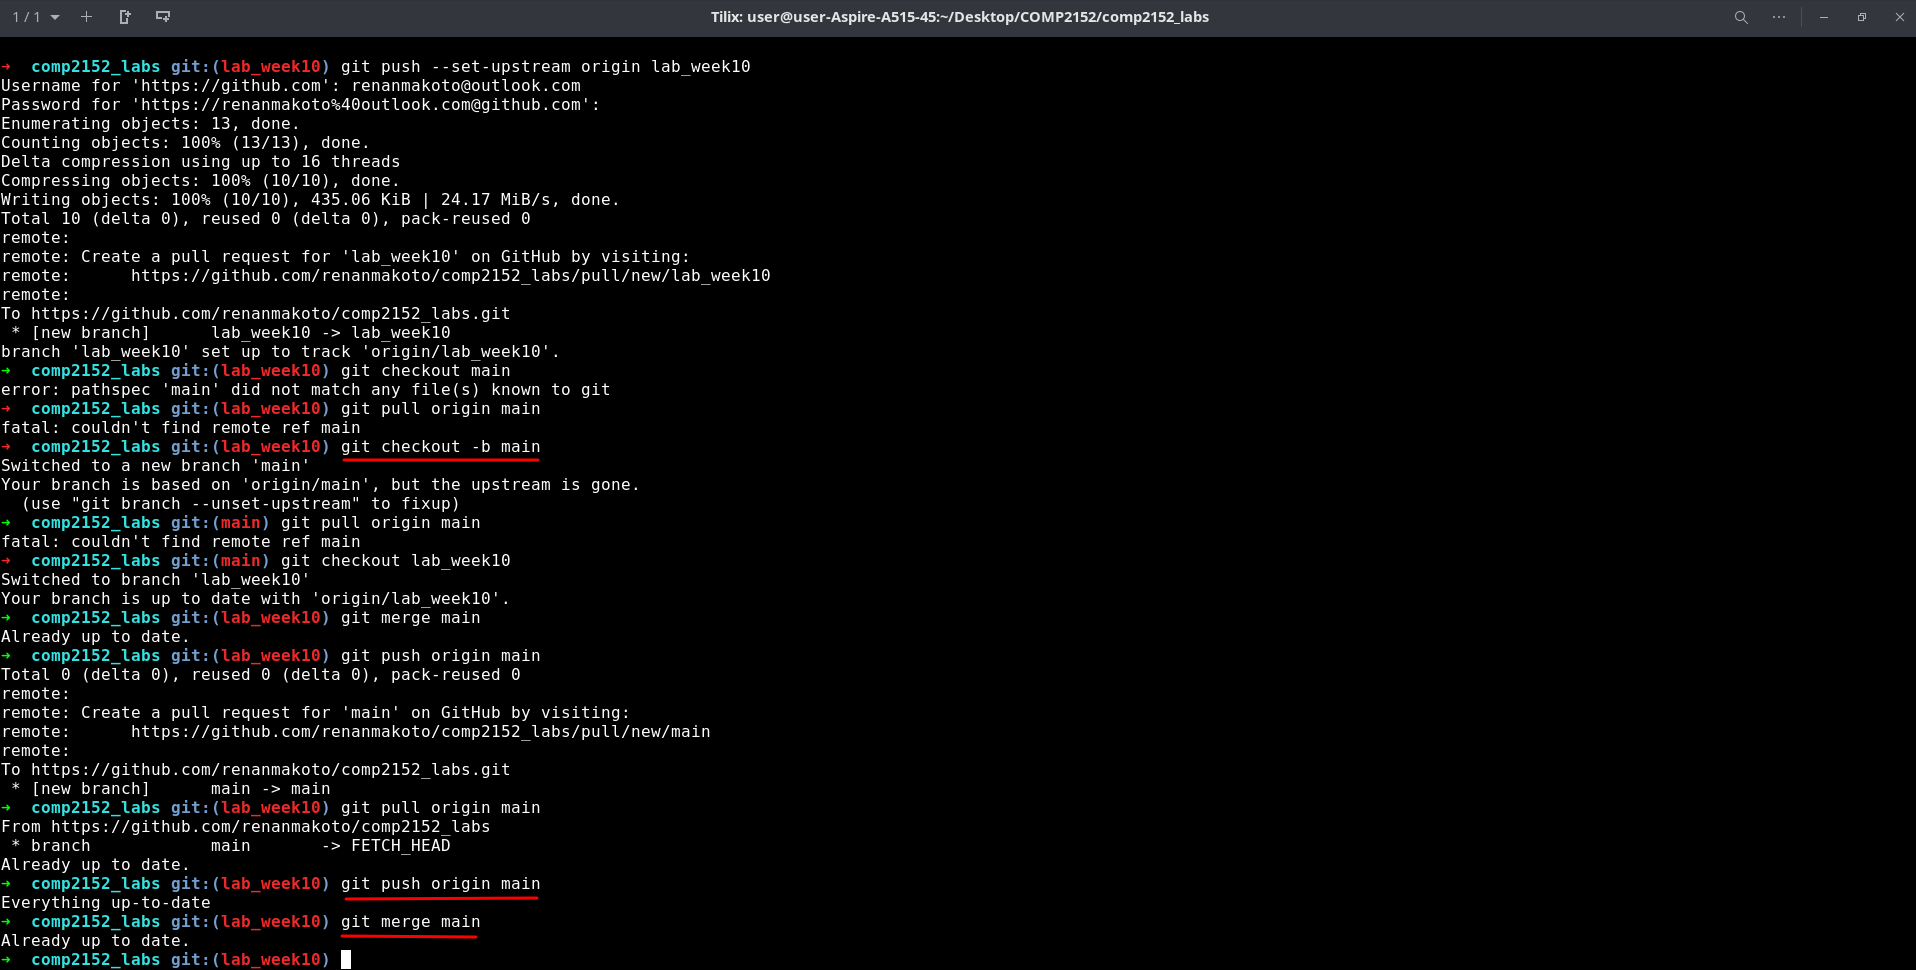 1 / 1
Tilix: user@user-Aspire-A515-45:~/Desktop/COMP2152/comp2152_labs
➜  comp2152_labs git:(lab_week10) git push --set-upstream origin lab_week10
Username for 'https://github.com': renanmakoto@outlook.com
Password for 'https://renanmakoto%40outlook.com@github.com':
Enumerating objects: 13, done.
Counting objects: 100% (13/13), done.
Delta compression using up to 16 threads
Compressing objects: 100% (10/10), done.
Writing objects: 100% (10/10), 435.06 KiB | 24.17 MiB/s, done.
Total 10 (delta 0), reused 0 (delta 0), pack-reused 0
remote:
remote: Create a pull request for 'lab_week10' on GitHub by visiting:
remote:      https://github.com/renanmakoto/comp2152_labs/pull/new/lab_week10
remote:
To https://github.com/renanmakoto/comp2152_labs.git
 * [new branch]      lab_week10 -> lab_week10
branch 'lab_week10' set up to track 'origin/lab_week10'.
➜  comp2152_labs git:(lab_week10) git checkout main
error: pathspec 'main' did not match any file(s) known to git
➜  comp2152_labs git:(lab_week10) git pull origin main
fatal: couldn't find remote ref main
➜  comp2152_labs git:(lab_week10) git checkout -b main
Switched to a new branch 'main'
Your branch is based on 'origin/main', but the upstream is gone.
  (use "git branch --unset-upstream" to fixup)
➜  comp2152_labs git:(main) git pull origin main
fatal: couldn't find remote ref main
➜  comp2152_labs git:(main) git checkout lab_week10
Switched to branch 'lab_week10'
Your branch is up to date with 'origin/lab_week10'.
➜  comp2152_labs git:(lab_week10) git merge main
Already up to date.
➜  comp2152_labs git:(lab_week10) git push origin main
Total 0 (delta 0), reused 0 (delta 0), pack-reused 0
remote:
remote: Create a pull request for 'main' on GitHub by visiting:
remote:      https://github.com/renanmakoto/comp2152_labs/pull/new/main
remote:
To https://github.com/renanmakoto/comp2152_labs.git
 * [new branch]      main -> main
➜  comp2152_labs git:(lab_week10) git pull origin main
From https://github.com/renanmakoto/comp2152_labs
 * branch            main       -> FETCH_HEAD
Already up to date.
➜  comp2152_labs git:(lab_week10) git push origin main
Everything up-to-date
➜  comp2152_labs git:(lab_week10) git merge main
Already up to date.
➜  comp2152_labs git:(lab_week10)